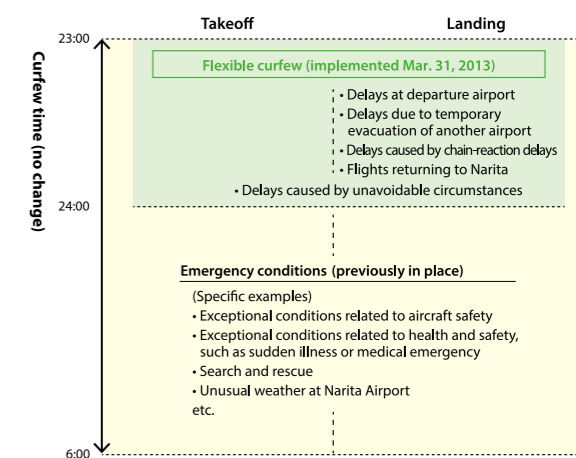 Takeoff
Landing
23:00
Curfew time (no change)
Flexible curfew (implemented Mar. 31, 2013)
• Delays at departure airport
• Delays due to temporary
evacuation of another airport
• Delays caused by chain-reaction delays
• Flights returning to Narita
• Delays caused by unavoidable circumstances
24:00
Emergency conditions (previously in place)
(Specific examples)
• Exceptional conditions related to aircraft safety
• Exceptional conditions related to health and safety,
such as sudden illness or medical emergency
• Search and rescue
• Unusual weather at Narita Airport
etc.
6:00